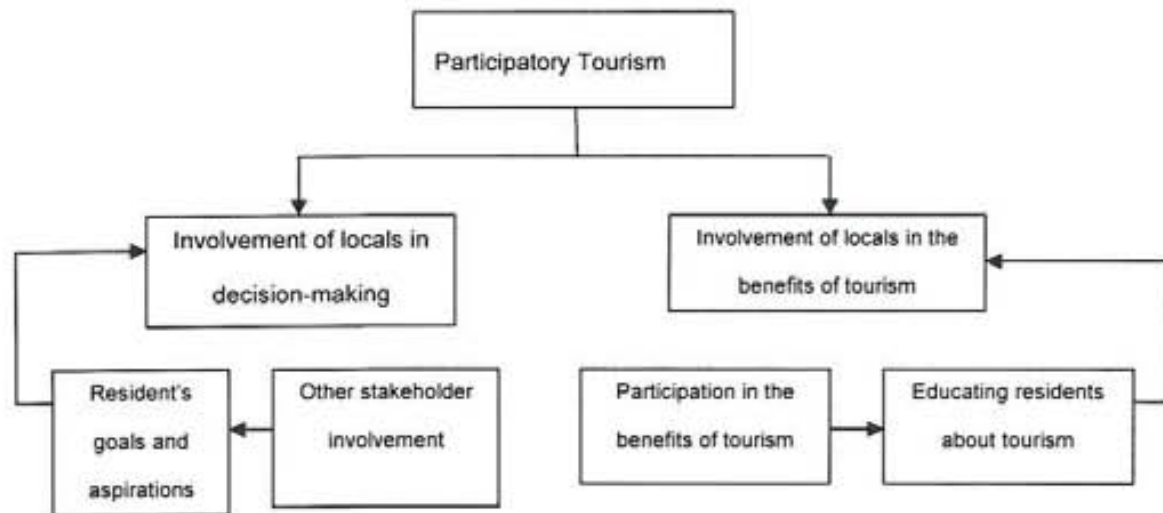 Participatory Tourism
Involvement of locals in
decision-making
Involvement of locals in the
benefits of tourism
Resident's
goals and
aspirations
Other stakeholder
involvement
Participation in the
benefits of tourism
Educating residents
about tourism